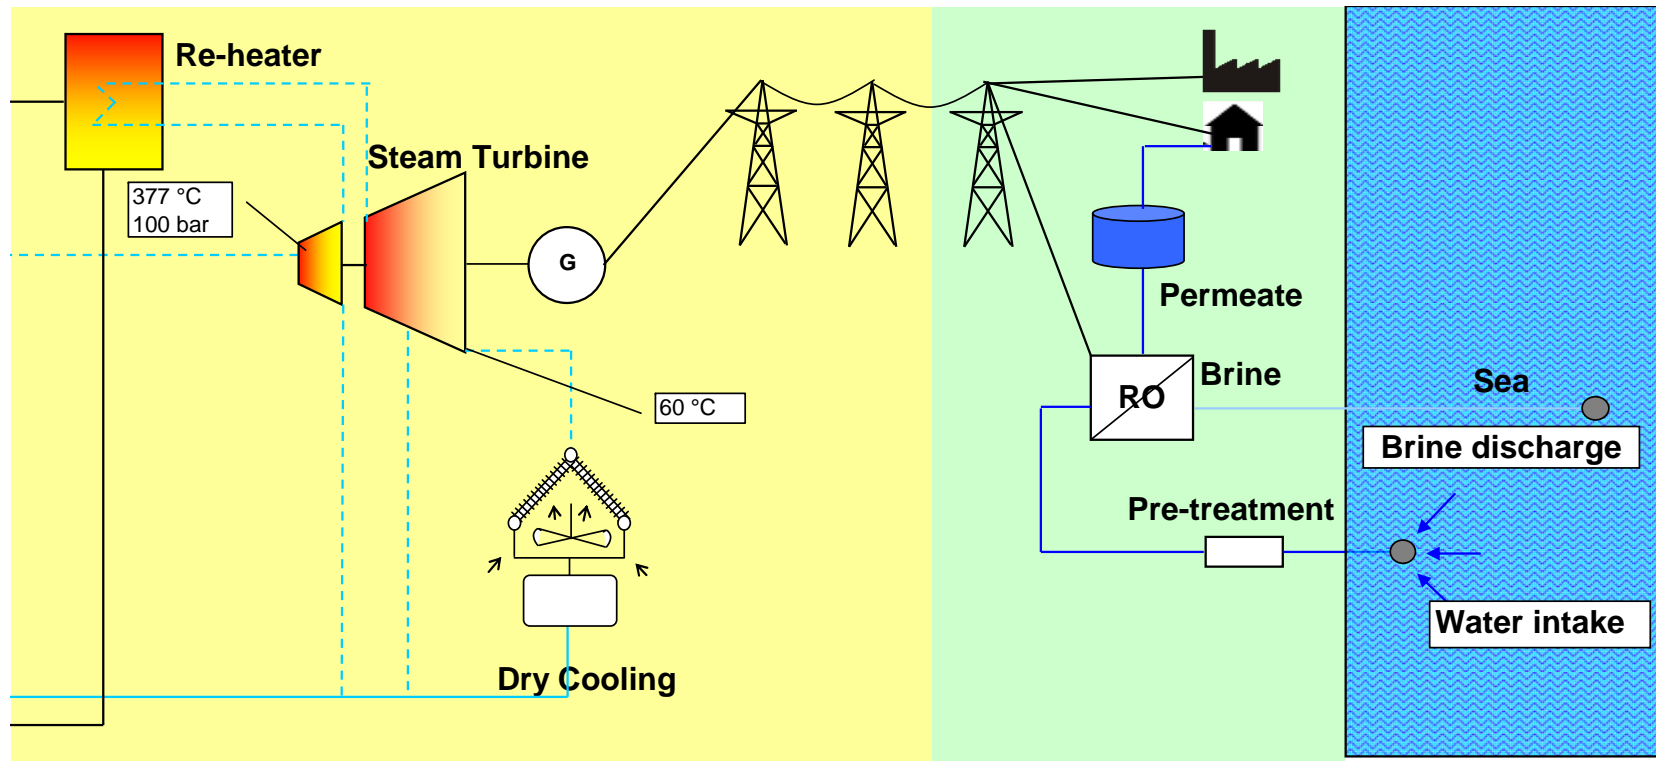 Re-heater
Steam Turbine
377 °C
100 bar
G
60 °C
Dry Cooling
Permeate
RO
Brine
Sea
Brine discharge
Pre-treatment
Water intake